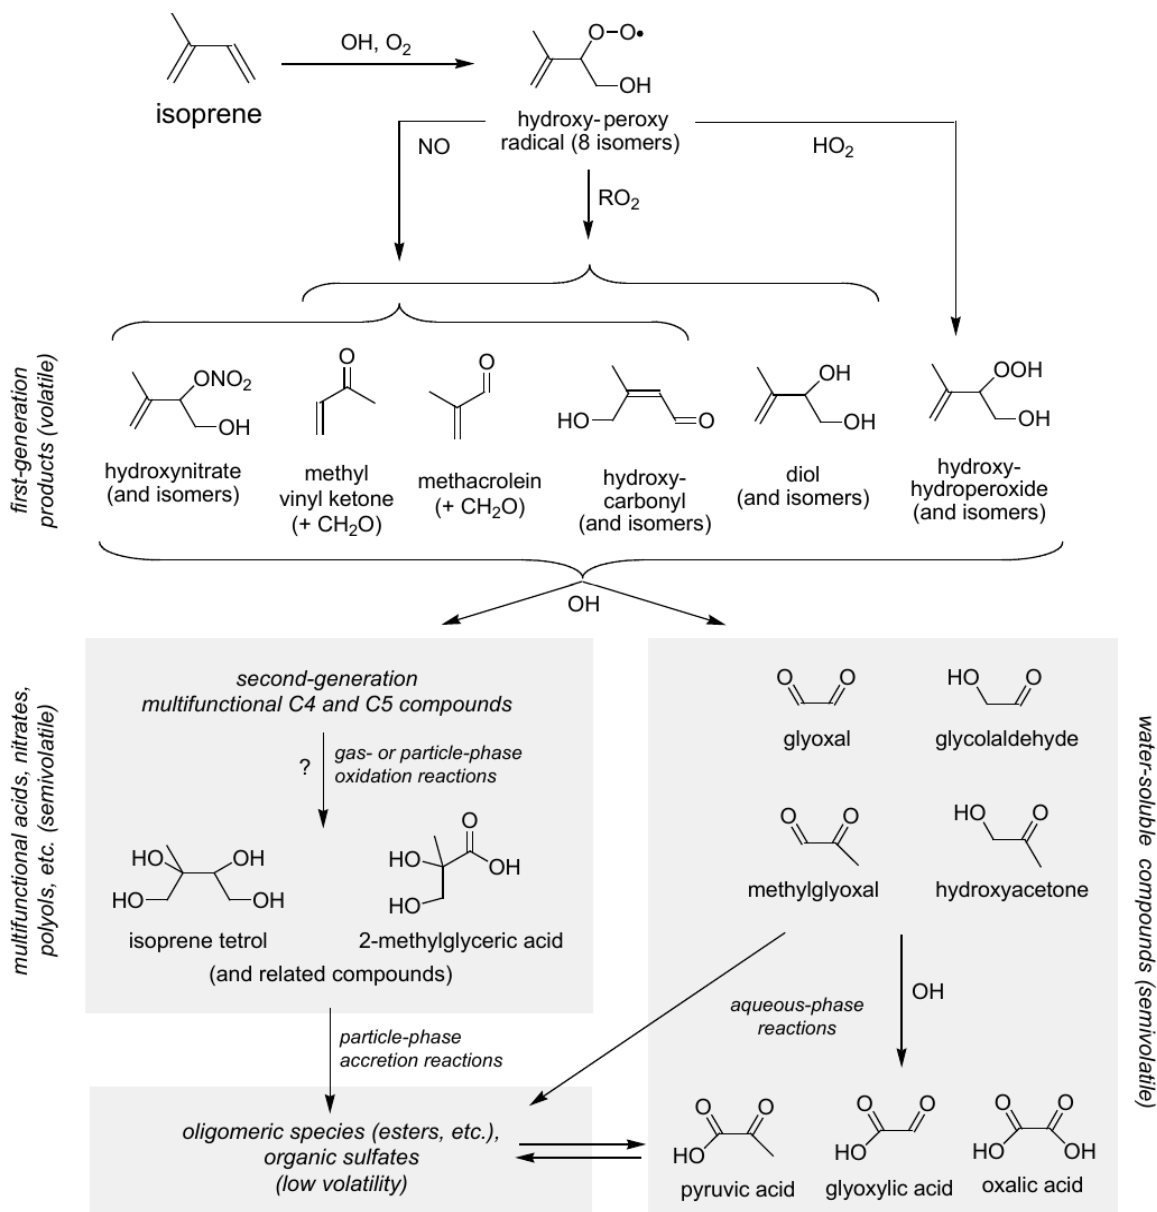 OH, O2
O–O•
OH
isoprene
hydroxy-peroxy
radical (8 isomers)
NO
HO2
RO2
first-generation
products (volatile)
ONO2
OH
O
O
HO
O
OH
OH
OOH
OH
hydroxynitrate
(and isomers)
methyl
vinyl ketone
(+ CH2O)
methacrolein
(+ CH2O)
hydroxy-
carbonyl
(and isomers)
diol
(and isomers)
hydroxy-
hydroperoxide
(and isomers)
OH
multifunctional acids, nitrates,
polyols, etc. (semivolatile)
second-generation
multifunctional C4 and C5 compounds
?
gas- or particle-phase
oxidation reactions
HO
OH
HO
OH
O
HO
OH
HO
isoprene tetrol
2-methylglyceric acid
(and related compounds)
particle-phase
accretion reactions
oligomeric species (esters, etc.),
organic sulfates
(low volatility)
O
O
HO
O
glyoxal
glycolaldehyde
O
O
HO
O
methylglyoxal
hydroxyacetone
OH
aqueous-phase
reactions
O
O
HO
O
O
HO
O
O
HO
OH
pyruvic acid
glyoxylic acid
oxalic acid
water-soluble compounds (semivolatile)